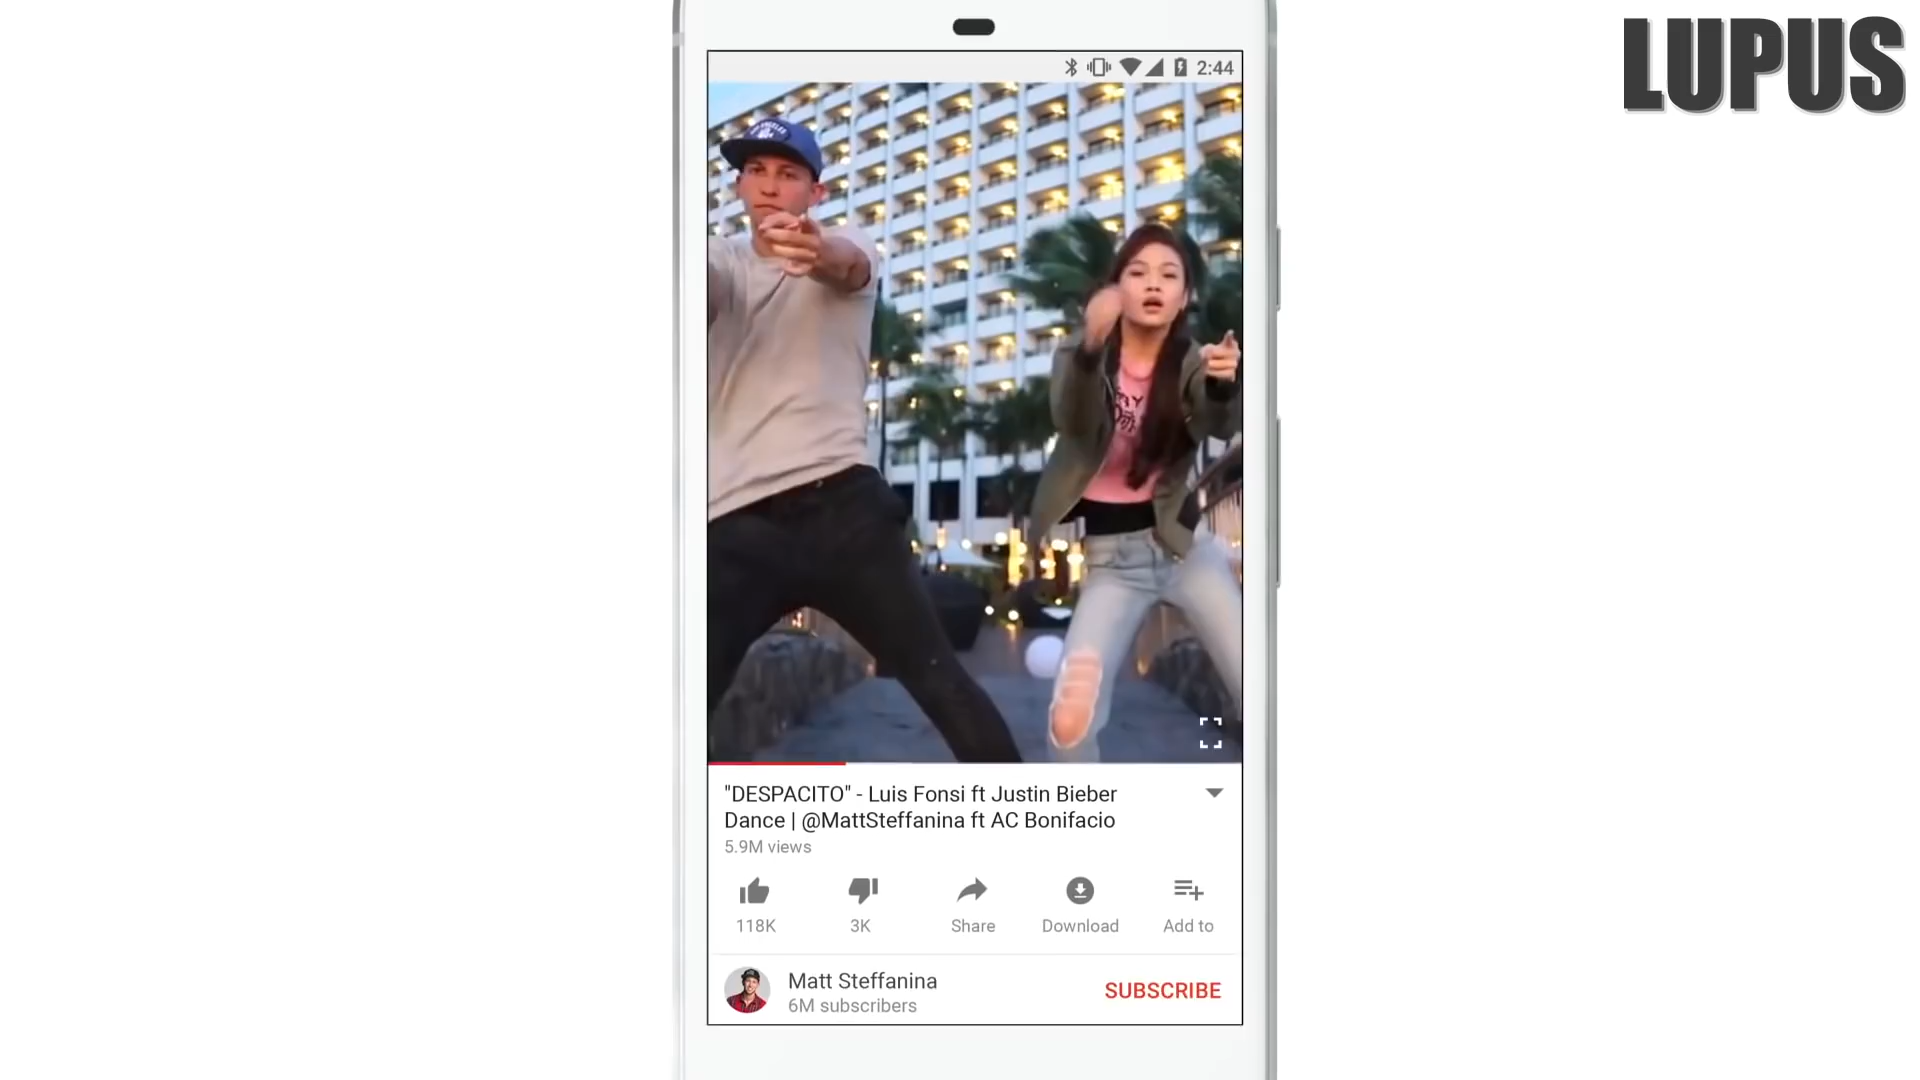 LUPUS
2:44
"DESPACITO" - Luis Fonsi ft Justin Bieber
Dance | @MattSteffanina ft AC Bonifacio
5.9M views
118K
3K
Share
Download
Add to
Matt Steffanina
6M subscribers
SUBSCRIBE